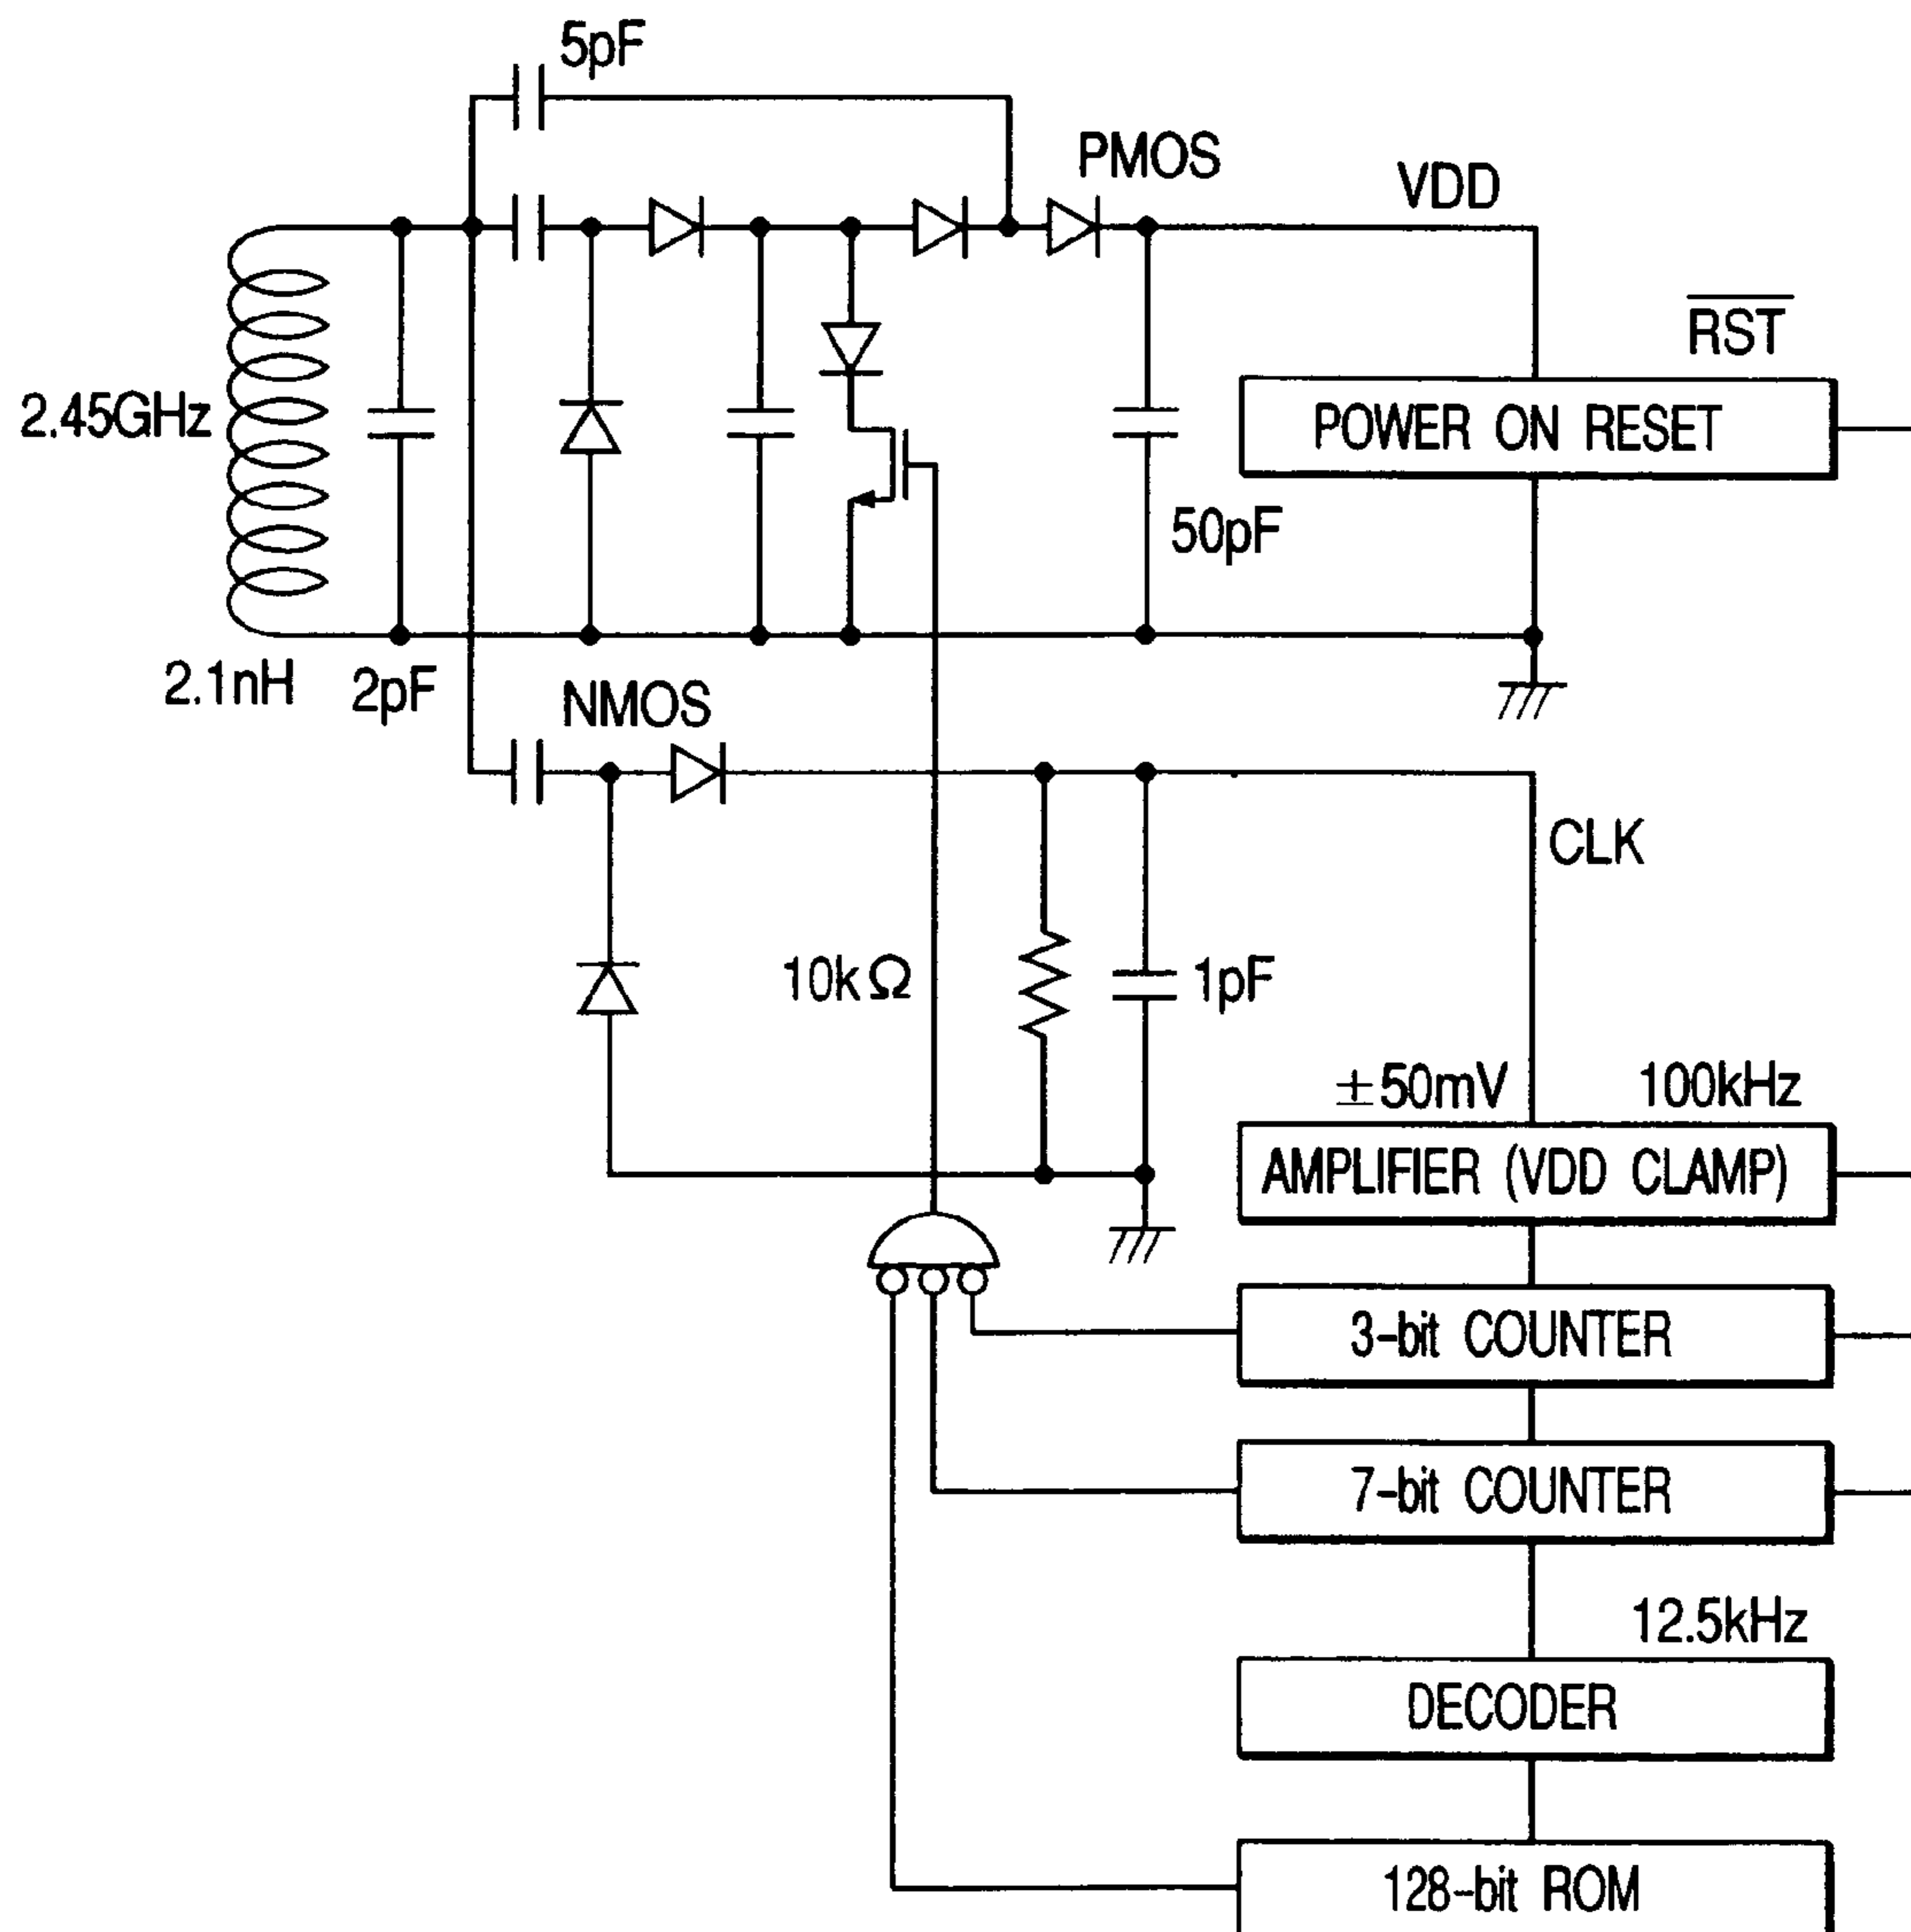 5pF
PMOS
VDD
RST
2.45GHz
POWER ON RESET
50pF
2.1nH
2pF
NMOS
CLK
10kΩ
1pF
±50mV
100kHz
AMPLIFIER (VDD CLAMP)
3-bit COUNTER
7-bit COUNTER
12.5kHz
DECODER
128-bit ROM